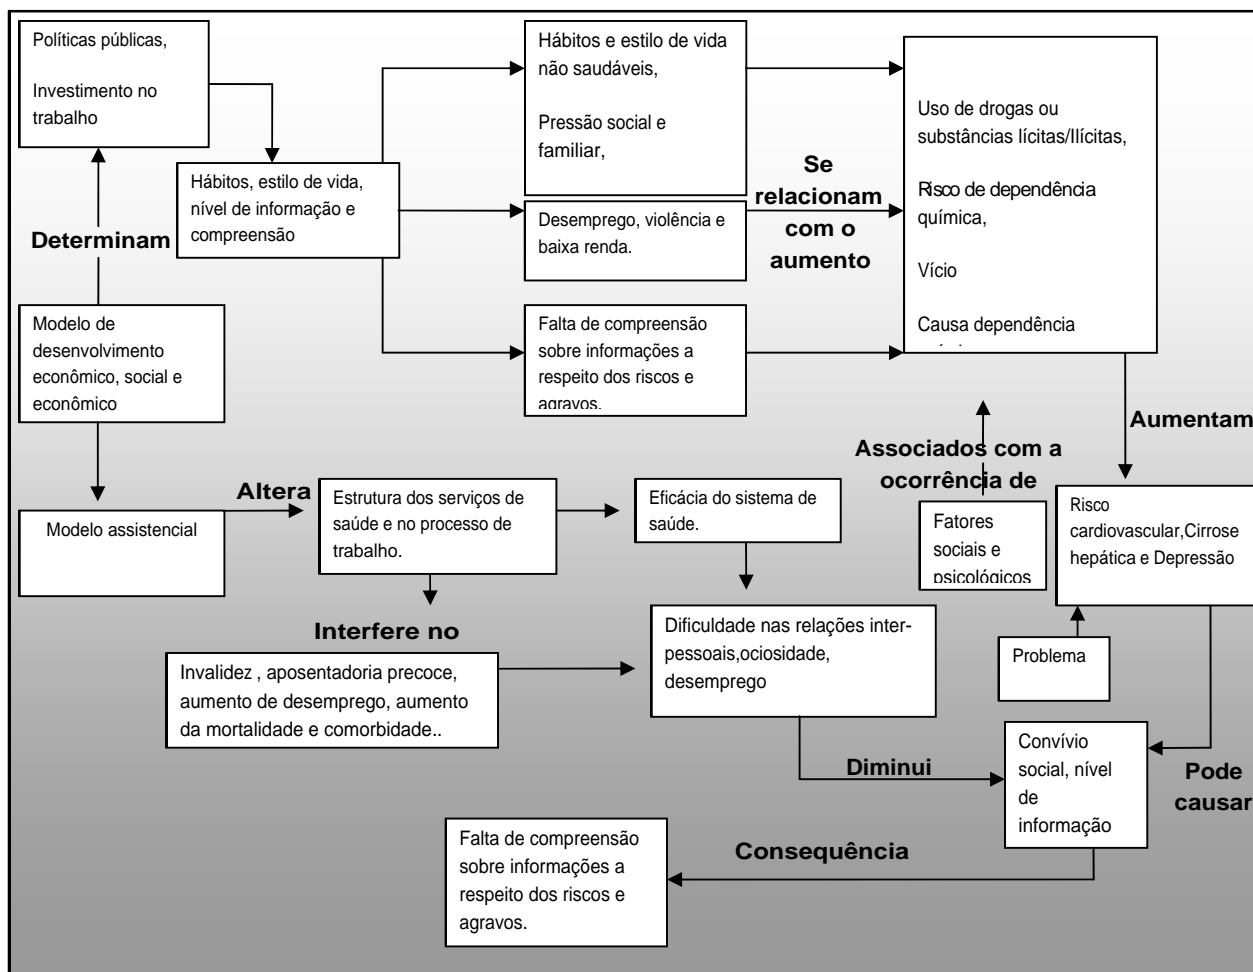 Políticas públicas,
Investimento no
trabalho
Hábitos e estilo de vida
não saudáveis,
Pressão social e
familiar,
Uso de drogas ou
substâncias lícitas/Ilícitas,
Risco de dependência
química,
Vício
Causa dependência
Hábitos, estilo de vida,
nível de informação e
compreensão
Desemprego, violência e
baixa renda.
Se
relacionam
com o
aumento
Determinam
Modelo de
desenvolvimento
econômico, social e
econômico
Falta de compreensão
sobre informações a
respeito dos riscos e
agravos.
Aumentam
Associados com a
ocorrência de
Altera
Modelo assistencial
Estrutura dos serviços de
saúde e no processo de
trabalho.
Eficácia do sistema de
saúde.
Fatores
sociais e
psicológicos
Risco
cardiovascular,Cirrose
hepática e Depressão
Interfere no
Invalidez , aposentadoria precoce,
aumento de desemprego, aumento
da mortalidade e comorbidade..
Dificuldade nas relações inter-
pessoais,ociosidade,
desemprego
Problema
Diminui
Convívio
social, nível
de
informação
Pode
causar
Consequência
Falta de compreensão
sobre informações a
respeito dos riscos e
agravos.